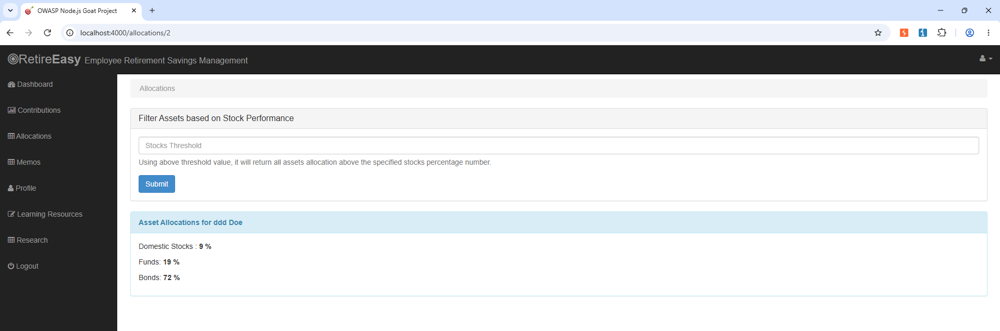 OWASP Node.js Goat Project
localhost:4000/allocations/2
RetireEasy Employee Retirement Savings Management
Dashboard
Contributions
Allocations
Memos
Profile
Learning Resources
Research
Logout
Allocations
Filter Assets based on Stock Performance
Stocks Threshold
Using above threshold value, it will return all assets allocation above the specified stocks percentage number.
Submit
Asset Allocations for ddd Doe
Domestic Stocks : 9 %
Funds: 19 %
Bonds: 72 %